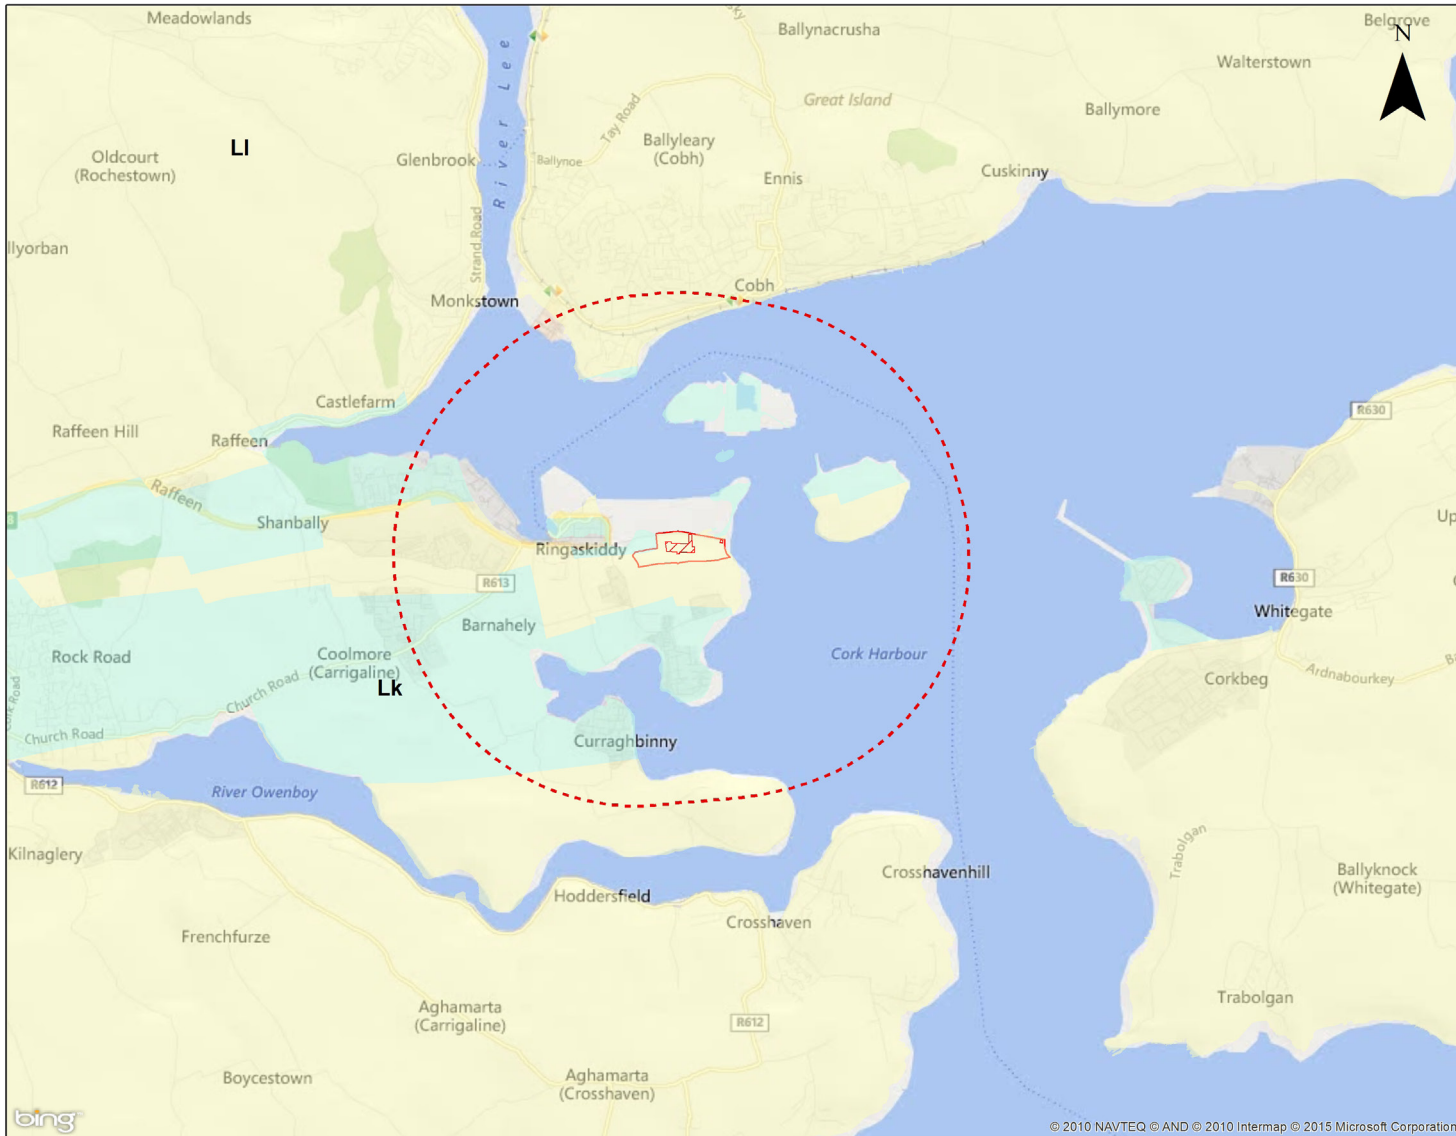 Meadowlands
Ballynacrusha
Belgrove
N
Walterstown
River Lee
Great Island
Ballymore
Tay Road
Ll
Oldcourt
(Rochestown)
Glenbrook
Ballynoe
Ballyleary
(Cobh)
Ennis
Cuskinny
llyorban
Strand Road
Monkstown
Cobh
Castlefarm
R630
Raffeen Hill
Raffeen
Raffeen
Shanbally
Up
Ringaskiddy
R613
R630
Whitegate
Barnahely
Rock Road
Coolmore
(Carrigaline)
Cork Harbour
Lk
Church Road
Corkbeg
Ardnabourkey
Church Road
Curraghbinny
R612
River Owenboy
Trabolgan
Kilnaglery
Crosshavenhill
Ballyknock
(Whitegate)
Hoddersfield
Crosshaven
Frenchfurze
Trabolgan
Aghamarta
(Carrigaline)
R612
Boycestown
Aghamarta
(Crosshaven)
bing™
© 2010 NAVTEQ © AND © 2010 Intermap © 2015 Microsoft Corporation